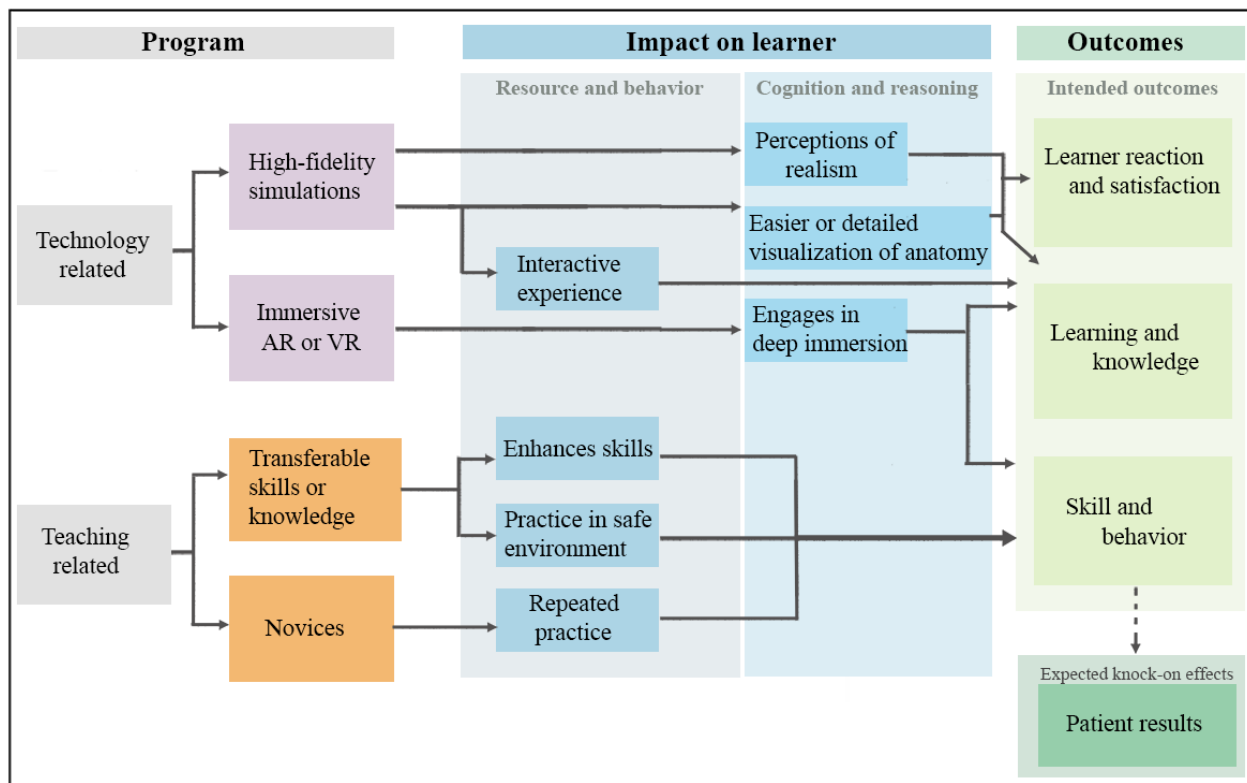 Program
Impact on learner
Outcomes
Resource and behavior
Cognition and reasoning
Intended outcomes
Technology
related
High-fidelity
simulations
Immersive
AR or VR
Interactive
experience
Perceptions of
realism
Easier or detailed
visualization of anatomy
Engages in
deep immersion
Learner reaction
and satisfaction
Learning and
knowledge
Teaching
related
Transferable
skills or
knowledge
Novices
Enhances skills
Practice in safe
environment
Repeated
practice
Skill and
behavior
Expected knock-on effects
Patient results